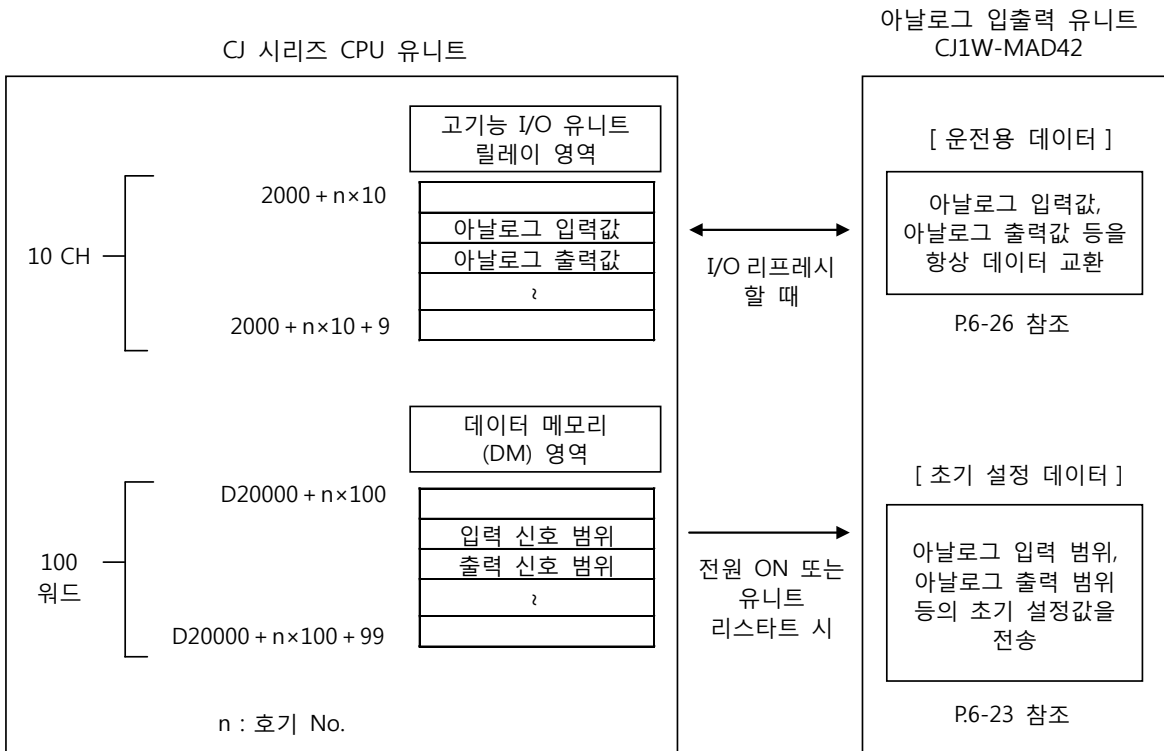 CJ 시리즈 CPU 유니트
아날로그 입출력 유니트
CJ1W-MAD42
고기능 I/O 유니트
릴레이 영역
2000 + n×10
아날로그 입력값
아날로그 출력값
~
10 CH
2000 + n×10 + 9
I/O 리프레시
할 때
[ 운전용 데이터 ]
아날로그 입력값,
아날로그 출력값 등을
항상 데이터 교환
P.6-26 참조
데이터 메모리
(DM) 영역
D20000 + n×100
입력 신호 범위
출력 신호 범위
~
100
워드
D20000 + n×100 + 99
전원 ON 또는
유니트
리스타트 시
[ 초기 설정 데이터 ]
아날로그 입력 범위,
아날로그 출력 범위
등의 초기 설정값을
전송
P.6-23 참조
n : 호기 No.